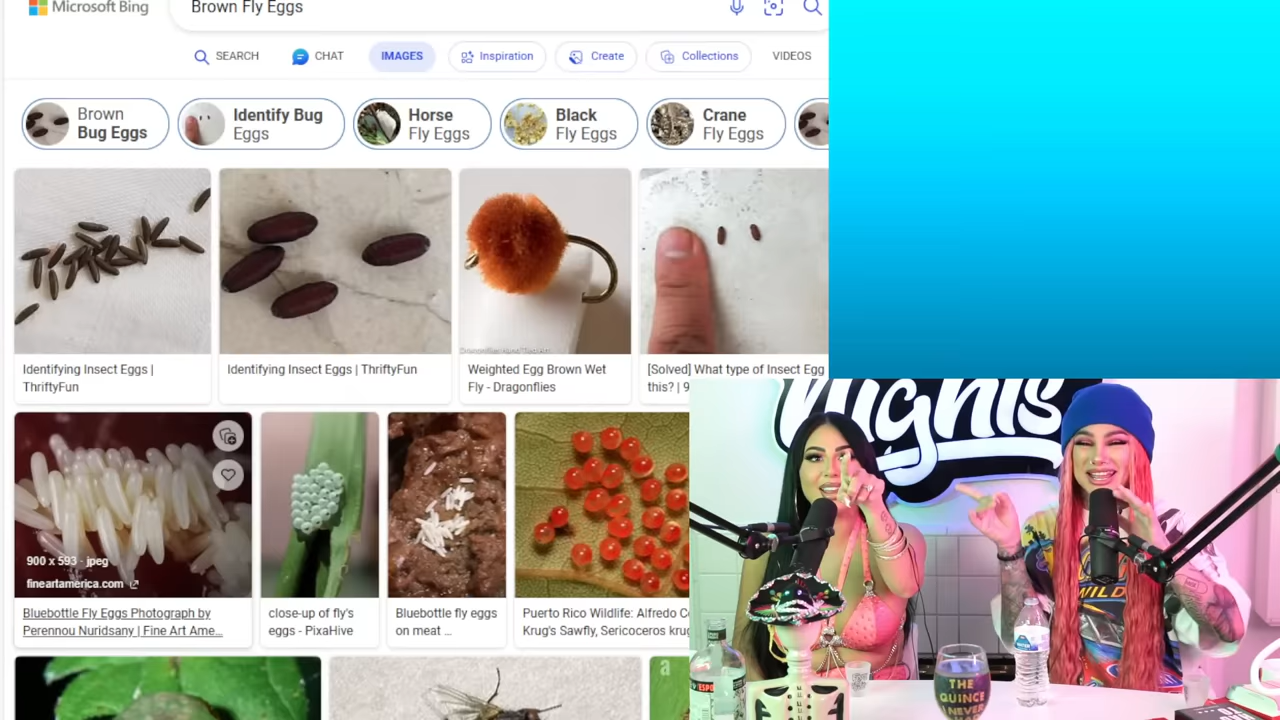 Microsoft Bing
Brown Fly Eggs
SEARCH
CHAT
IMAGES
Inspiration
Create
Collections
VIDEOS
Brown
Bug Eggs
Identify Bug
Eggs
Horse
Fly Eggs
Black
Fly Eggs
Crane
Fly Eggs
Identifying Insect Eggs |
ThriftyFun
Identifying Insect Eggs | ThriftyFun
Weighted Egg Brown Wet
Fly - Dragonflies
[Solved] What type of Insect Egg
this? | 9
900 x 593 · jpeg
fineartamerica.com
Bluebottle Fly Eggs Photograph by
Perennou Nuridsany | Fine Art Ame...
close-up of fly's
eggs - PixaHive
Bluebottle fly eggs
on meat ...
Puerto Rico Wildlife: Alfredo Co
Krug's Sawfly, Sericoceros krug
a
Nights
WILD
THE
QUINCE
I NEVER